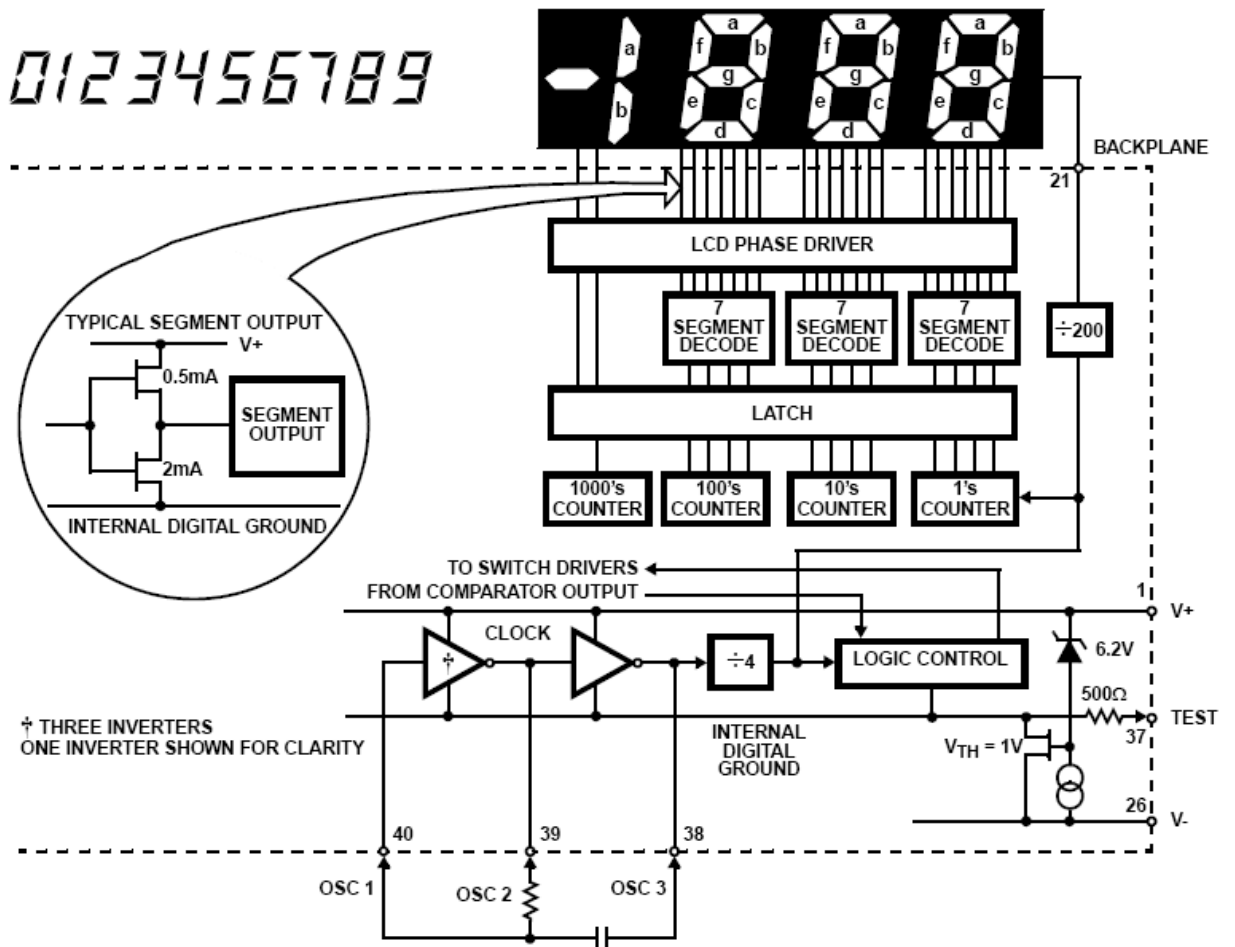 0123456789
a
b
a
f
b
g
e
c
d
a
f
b
g
e
c
d
a
f
b
g
e
c
d
BACKPLANE
21
LCD PHASE DRIVER
7
SEGMENT
DECODE
7
SEGMENT
DECODE
7
SEGMENT
DECODE
÷200
TYPICAL SEGMENT OUTPUT
V+
0.5mA
SEGMENT
OUTPUT
2mA
INTERNAL DIGITAL GROUND
LATCH
1000's
COUNTER
100's
COUNTER
10's
COUNTER
1's
COUNTER
TO SWITCH DRIVERS
FROM COMPARATOR OUTPUT
1
V+
CLOCK
†
÷4
LOGIC CONTROL
6.2V
500Ω
TEST
37
† THREE INVERTERS
ONE INVERTER SHOWN FOR CLARITY
INTERNAL
DIGITAL
GROUND
VTH = 1V
26
V-
40
39
38
OSC 1
OSC 2
OSC 3